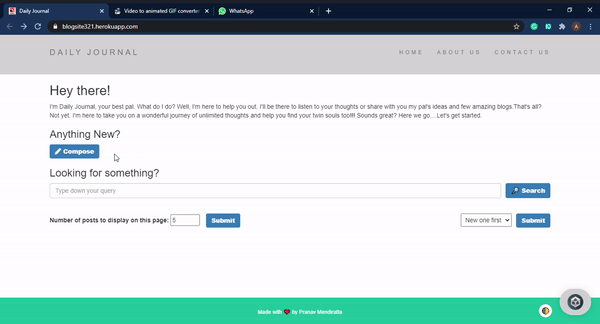 Daily Journal
Video to animated GIF converter
WhatsApp
blogsite321.herokuapp.com
DAILY JOURNAL
HOME ABOUT US CONTACT US
Hey there!
I'm Daily Journal, your best pal. What do I do? Well, I'm here to help you out. I'll be there to listen to your thoughts or share with you my pal's ideas and few amazing blogs.That's all?
Not yet. I'm here to take you on a wonderful journey of unlimited thoughts and help you find your twin souls too!!!! Sounds great? Here we go....Let's get started.
Anything New?
Compose
Looking for something?
Type down your query
Search
Number of posts to display on this page: 5 Submit
New one first Submit
Made with ❤ by Pranav Mendiratta